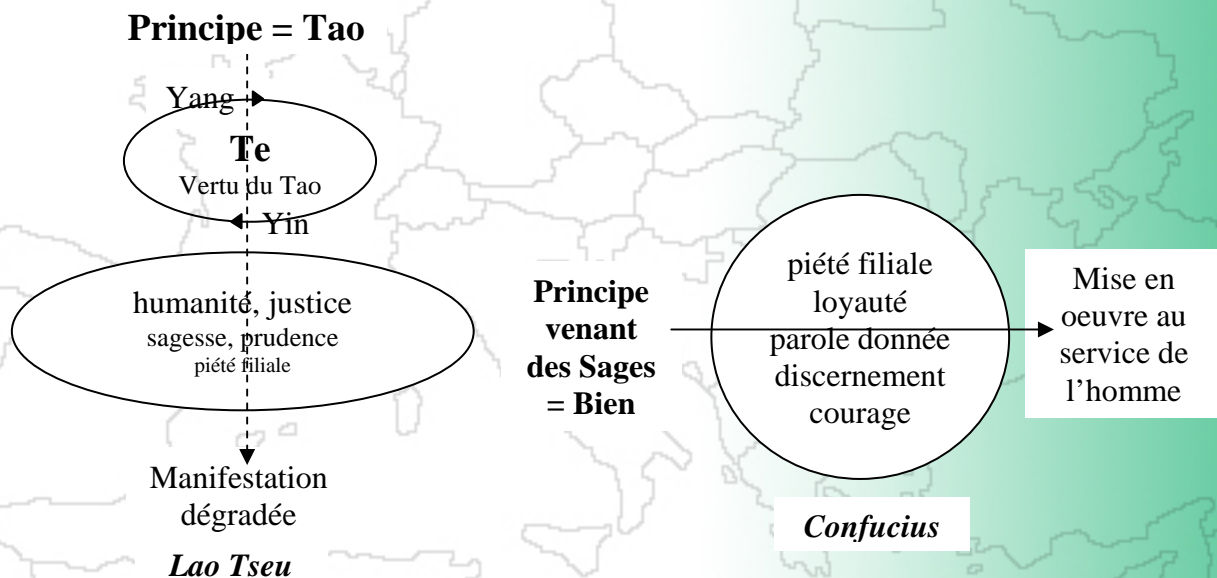 Principe = Tao
Yang
Te
Vertu du Tao
Yin
humanité, justice
sagesse, prudence
piété filiale
Manifestation
dégradée
Lao Tseu
Principe
venant
des Sages
= Bien
piété filiale
loyauté
parole donnée
discernement
courage
Mise en
oeuvre au
service de
l’homme
Confucius